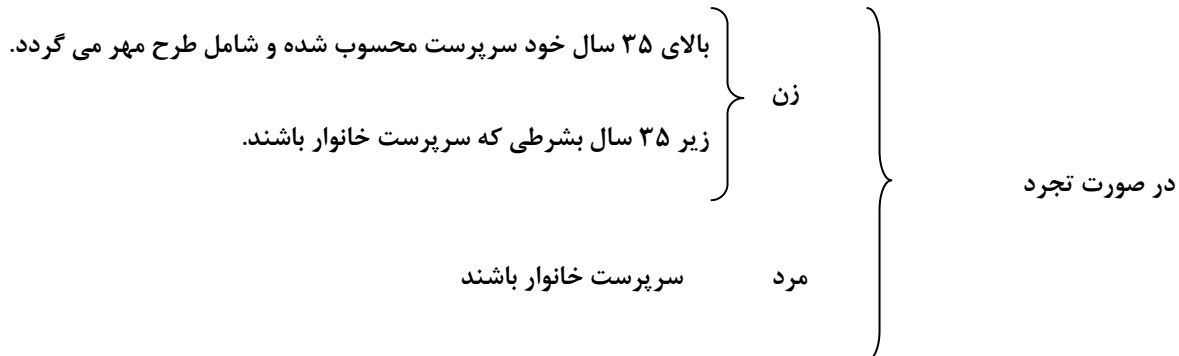 بالای ۳۵ سال خود سرپرست محسوب شده و شامل طرح مهر می گردد.
زن
زیر ۳۵ سال بشرطی که سرپرست خانوار باشند.
در صورت تجرد
مرد سرپرست خانوار باشند